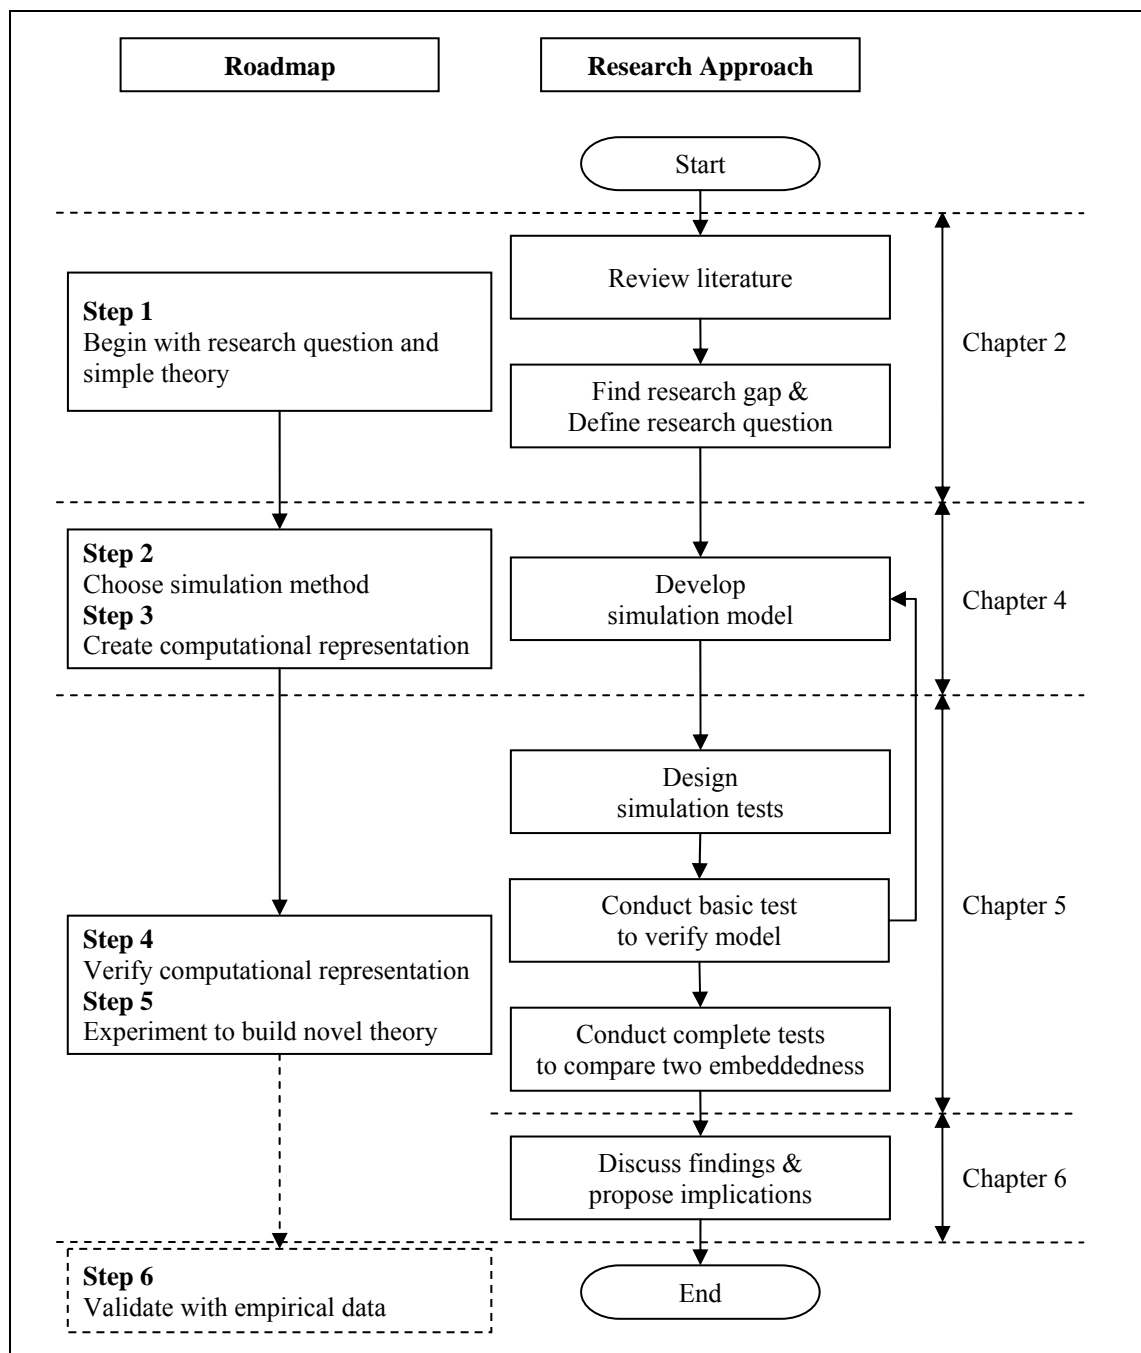 Roadmap
Research Approach
Start
Review literature
Step 1
Begin with research question and
simple theory
Chapter 2
Find research gap &
Define research question
Step 2
Choose simulation method
Step 3
Create computational representation
Develop
simulation model
Chapter 4
Design
simulation tests
Conduct basic test
to verify model
Chapter 5
Step 4
Verify computational representation
Step 5
Experiment to build novel theory
Conduct complete tests
to compare two embeddedness
Discuss findings &
propose implications
Chapter 6
Step 6
Validate with empirical data
End